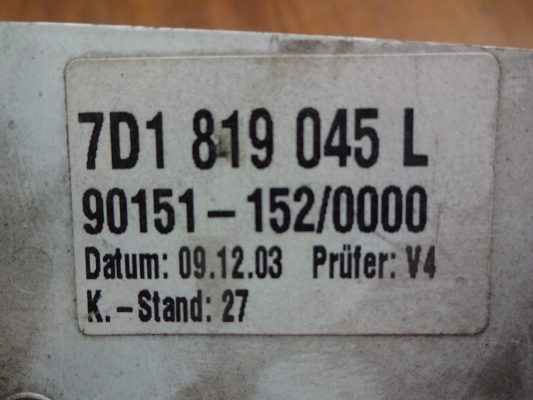 7D1 819 045 L
90151-152/0000
Datum: 09.12.03 Prüfer: V4
K.-Stand: 27